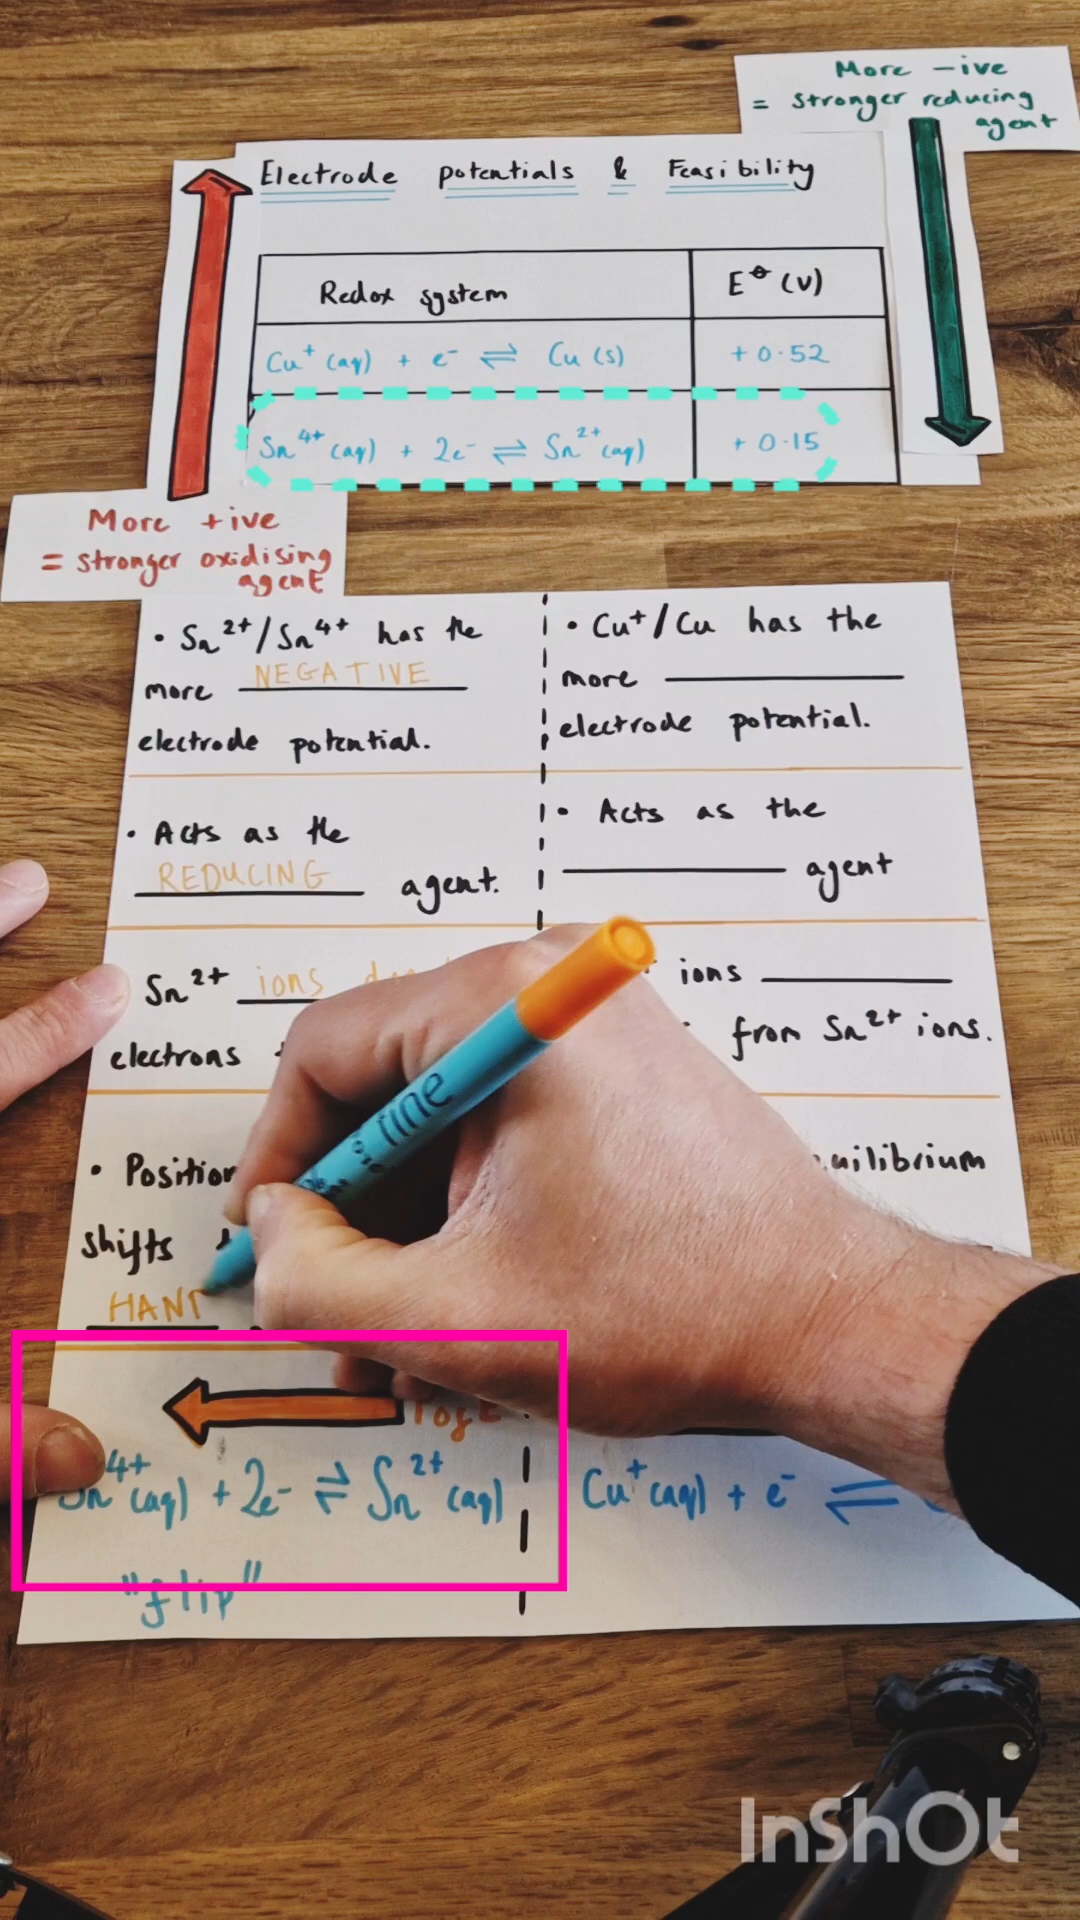 More -ive
= stronger reducing
agent
Electrode potentials & Feasibility
Redox system
E⦵ (V)
Cu⁺ (aq) + e⁻ ⇌ Cu (s)
+0.52
Sn⁴⁺ (aq) + 2e⁻ ⇌ Sn²⁺ (aq)
+0.15
More +ive
= stronger oxidising
agent
• Sn²⁺/Sn⁴⁺ has the
more NEGATIVE
electrode potential.
• Cu⁺/Cu has the
more
electrode potential.
• Acts as the
REDUCING agent.
• Acts as the
agent
Sn²⁺ ions
electrons
ions
from Sn²⁺ ions.
• Position
shifts
HAN
(aq) + 2e⁻ ⇌ Sn²⁺ (aq)
"flip"
Cu⁺ (aq) + e⁻ ⇌
fine
InShOt